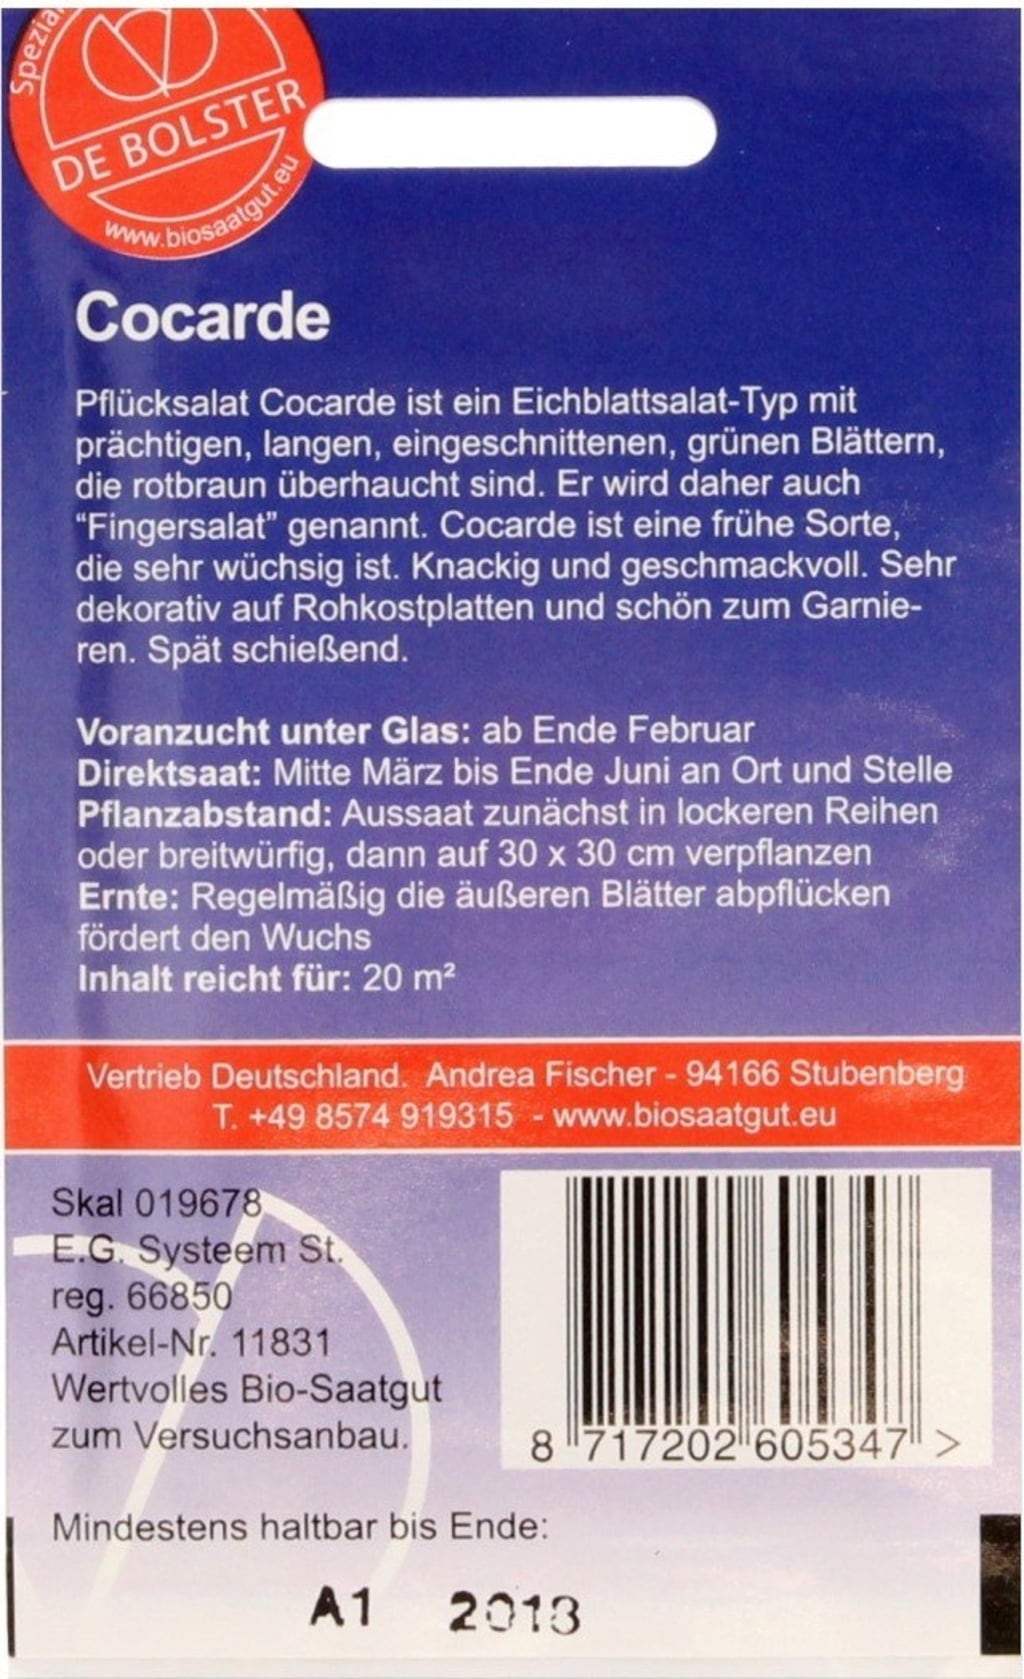 DE BOLSTER
www.biosaatgut.eu
Cocarde
Pflücksalat Cocarde ist ein Eichblattsalat-Typ mit
prächtigen, langen, eingeschnittenen, grünen Blättern,
die rotbraun überhaucht sind. Er wird daher auch
“Fingersalat” genannt. Cocarde ist eine frühe Sorte,
die sehr wüchsig ist. Knackig und geschmackvoll. Sehr
dekorativ auf Rohkostplatten und schön zum Garnie-
ren. Spät schießend.
Voranzucht unter Glas: ab Ende Februar
Direktsaat: Mitte März bis Ende Juni an Ort und Stelle
Pflanzabstand: Aussaat zunächst in lockeren Reihen
oder breitwürfig, dann auf 30 x 30 cm verpflanzen
Ernte: Regelmäßig die äußeren Blätter abpflücken
fördert den Wuchs
Inhalt reicht für: 20 m²
Vertrieb Deutschland. Andrea Fischer - 94166 Stubenberg
T. +49 8574 919315 - www.biosaatgut.eu
Skal 019678
E.G. Systeem St.
reg. 66850
Artikel-Nr. 11831
Wertvolles Bio-Saatgut
zum Versuchsanbau.
8 717202 605347 >
Mindestens haltbar bis Ende:
A1 2018